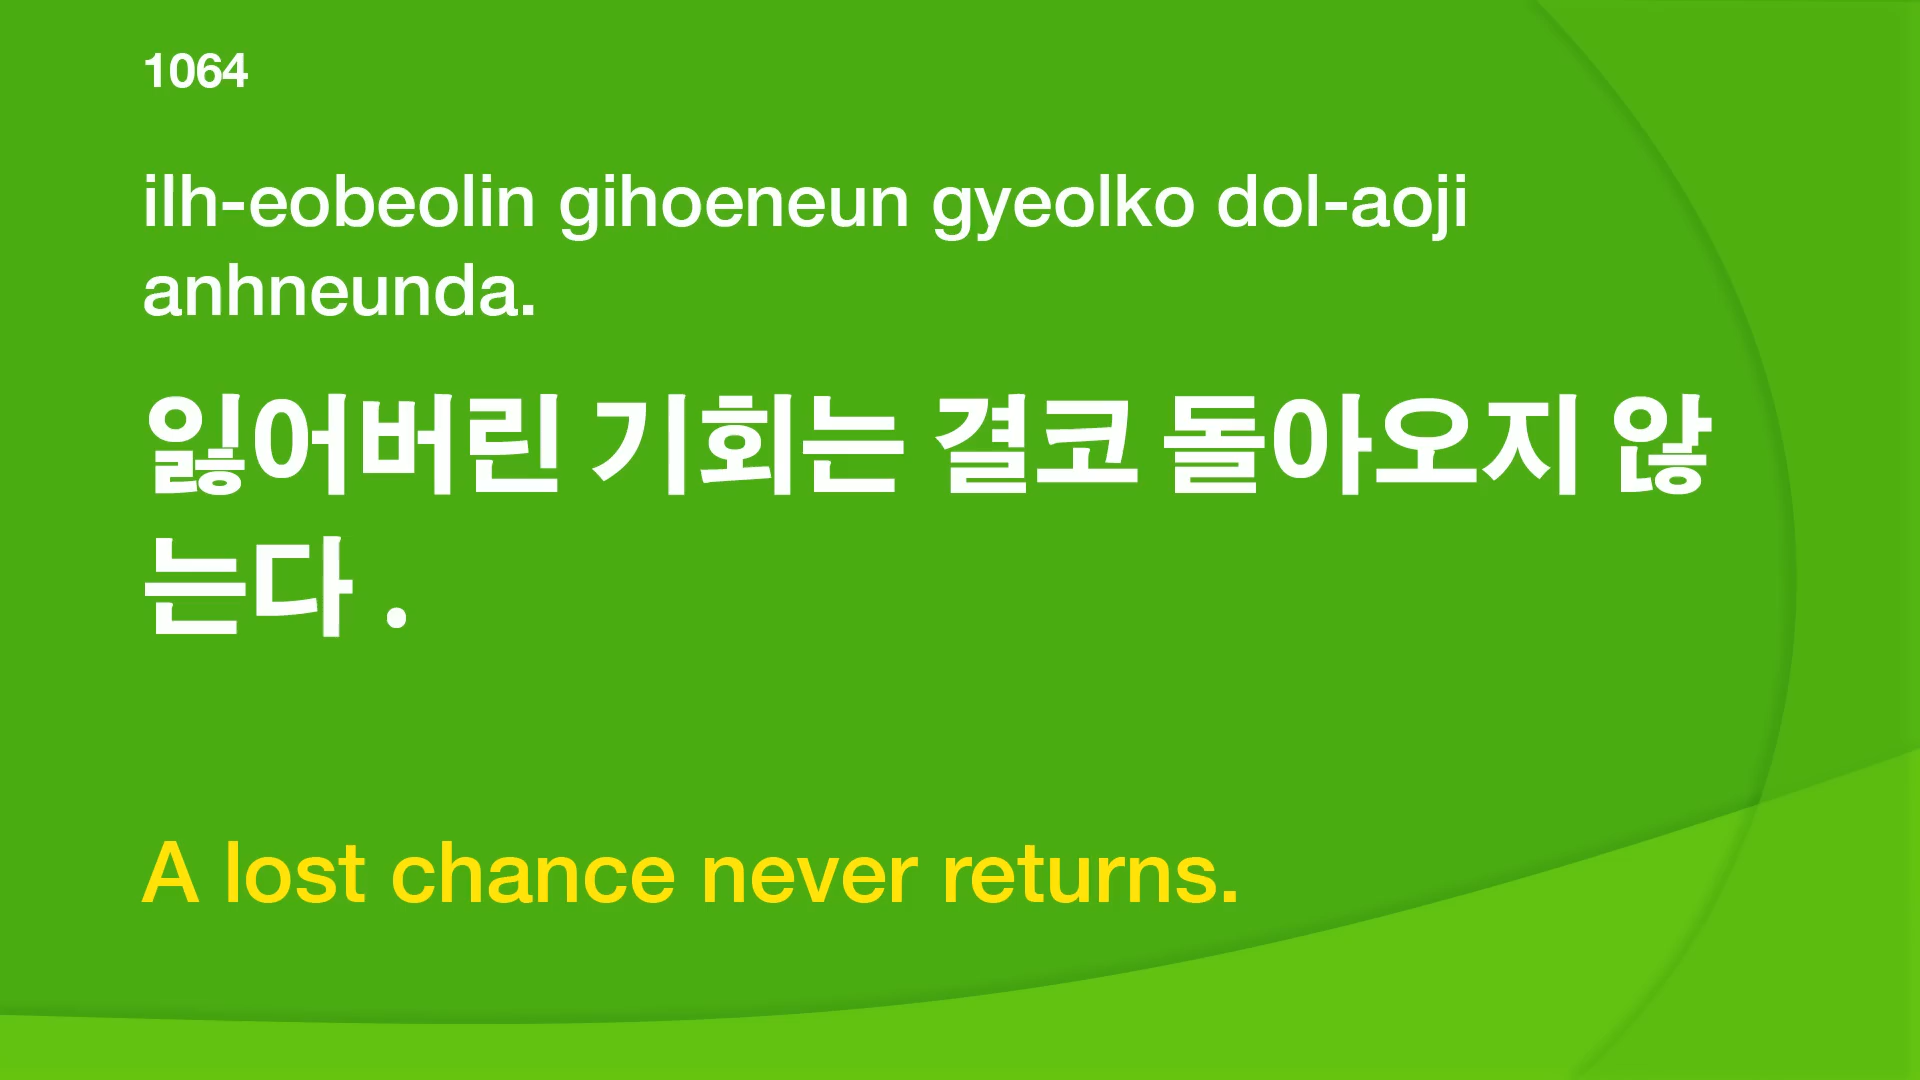 1064
ilh-eobeolin gihoeneun gyeolko dol-aoji
anhneunda.
잃어버린 기회는 결코 돌아오지 않
는다 .
A lost chance never returns.